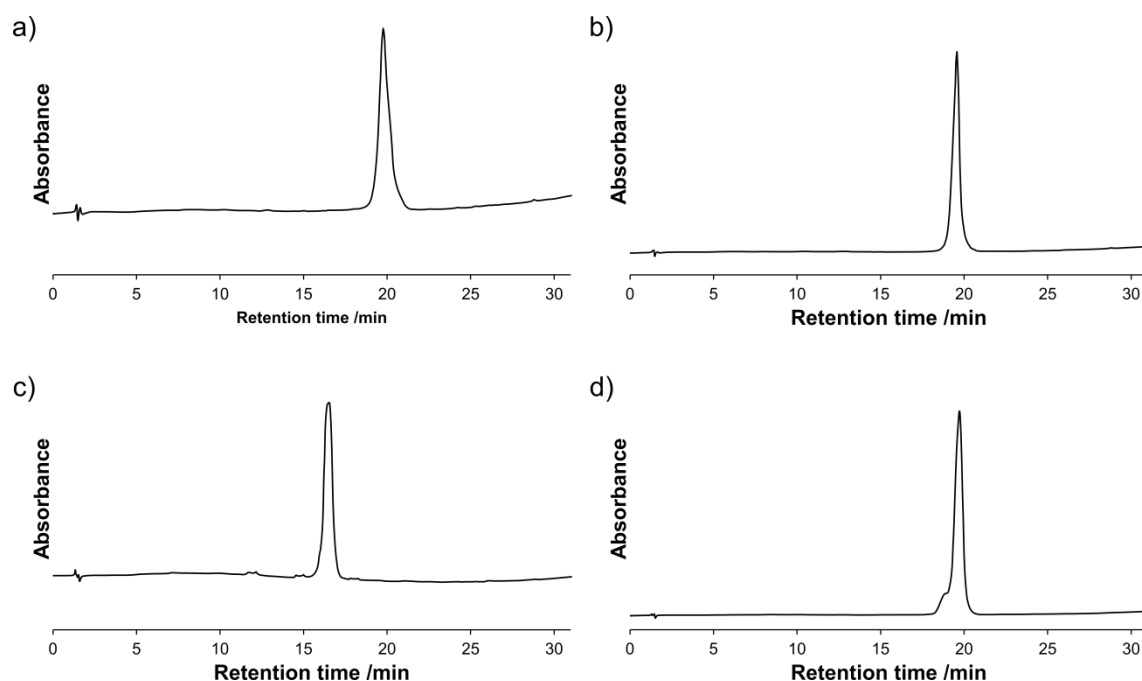 a)
Absorbance
0 5 10 15 20 25 30
Retention time /min
b)
Absorbance
0 5 10 15 20 25 30
Retention time /min
c)
Absorbance
0 5 10 15 20 25 30
Retention time /min
d)
Absorbance
0 5 10 15 20 25 30
Retention time /min